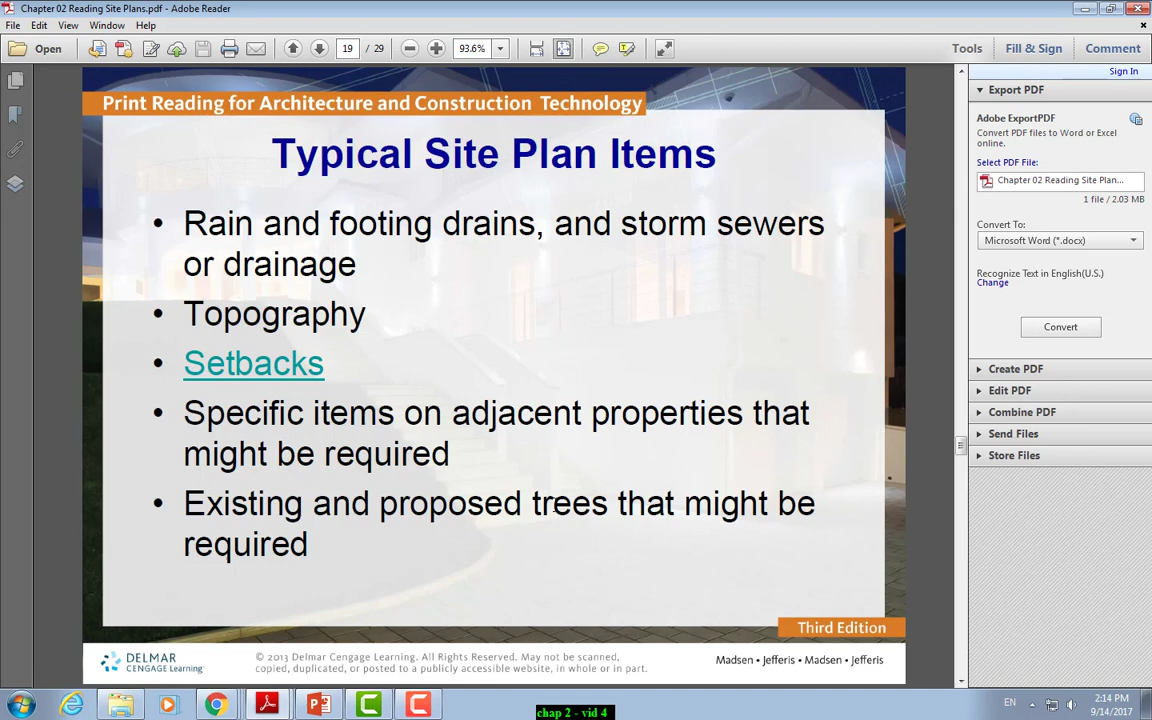 Chapter 02 Reading Site Plans.pdf - Adobe Reader
File Edit View Window Help
Open 19 / 29 93.6% Tools Fill & Sign Comment
Sign In
Export PDF
Adobe ExportPDF
Convert PDF files to Word or Excel
online.
Select PDF File:
Chapter 02 Reading Site Plan...
1 file / 2.03 MB
Convert To:
Microsoft Word (*.docx)
Recognize Text in English(U.S.)
Change
Convert
Create PDF
Edit PDF
Combine PDF
Send Files
Store Files
Print Reading for Architecture and Construction Technology
Typical Site Plan Items
• Rain and footing drains, and storm sewers
or drainage
• Topography
• Setbacks
• Specific items on adjacent properties that
might be required
• Existing and proposed trees that might be
required
Third Edition
DELMAR
CENGAGE Learning
© 2013 Delmar Cengage Learning. All Rights Reserved. May not be scanned,
copied, duplicated, or posted to a publicly accessible website, in whole or in part.
Madsen • Jefferis • Madsen • Jefferis
EN
2:14 PM
9/14/2017
chap 2 - vid 4